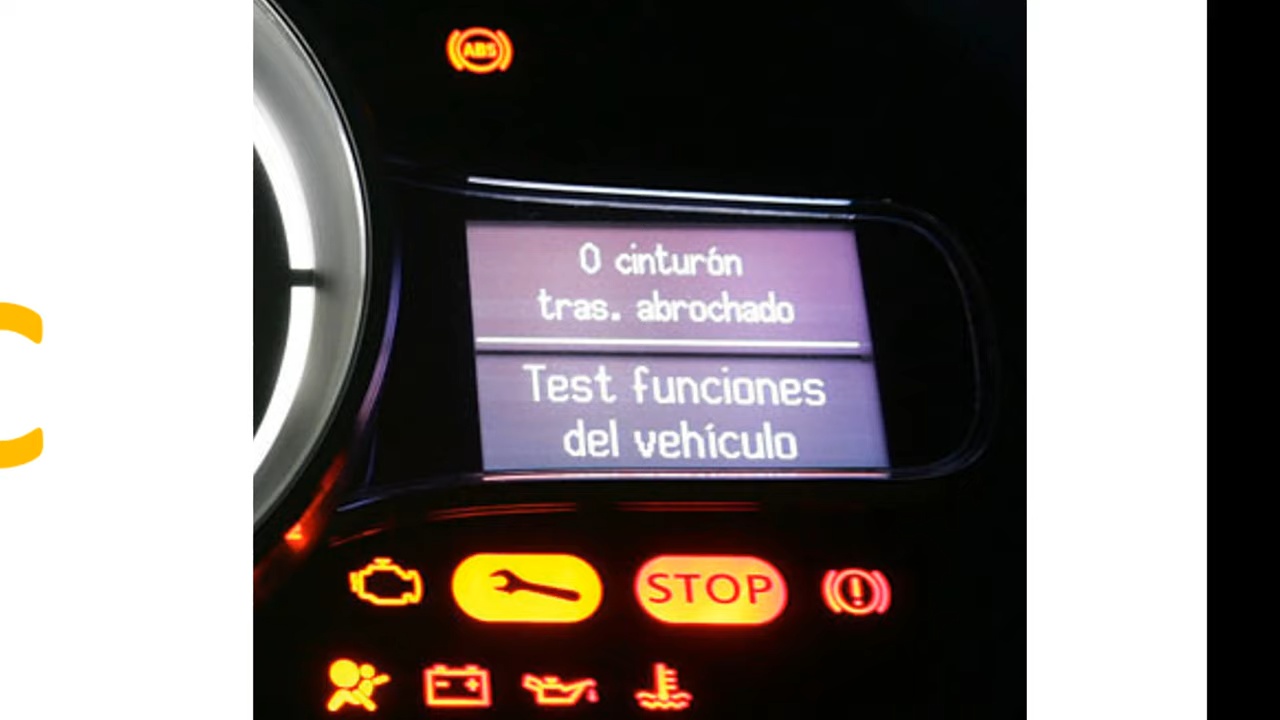 ABS
0 cinturón
tras. abrochado
Test funciones
del vehículo
STOP